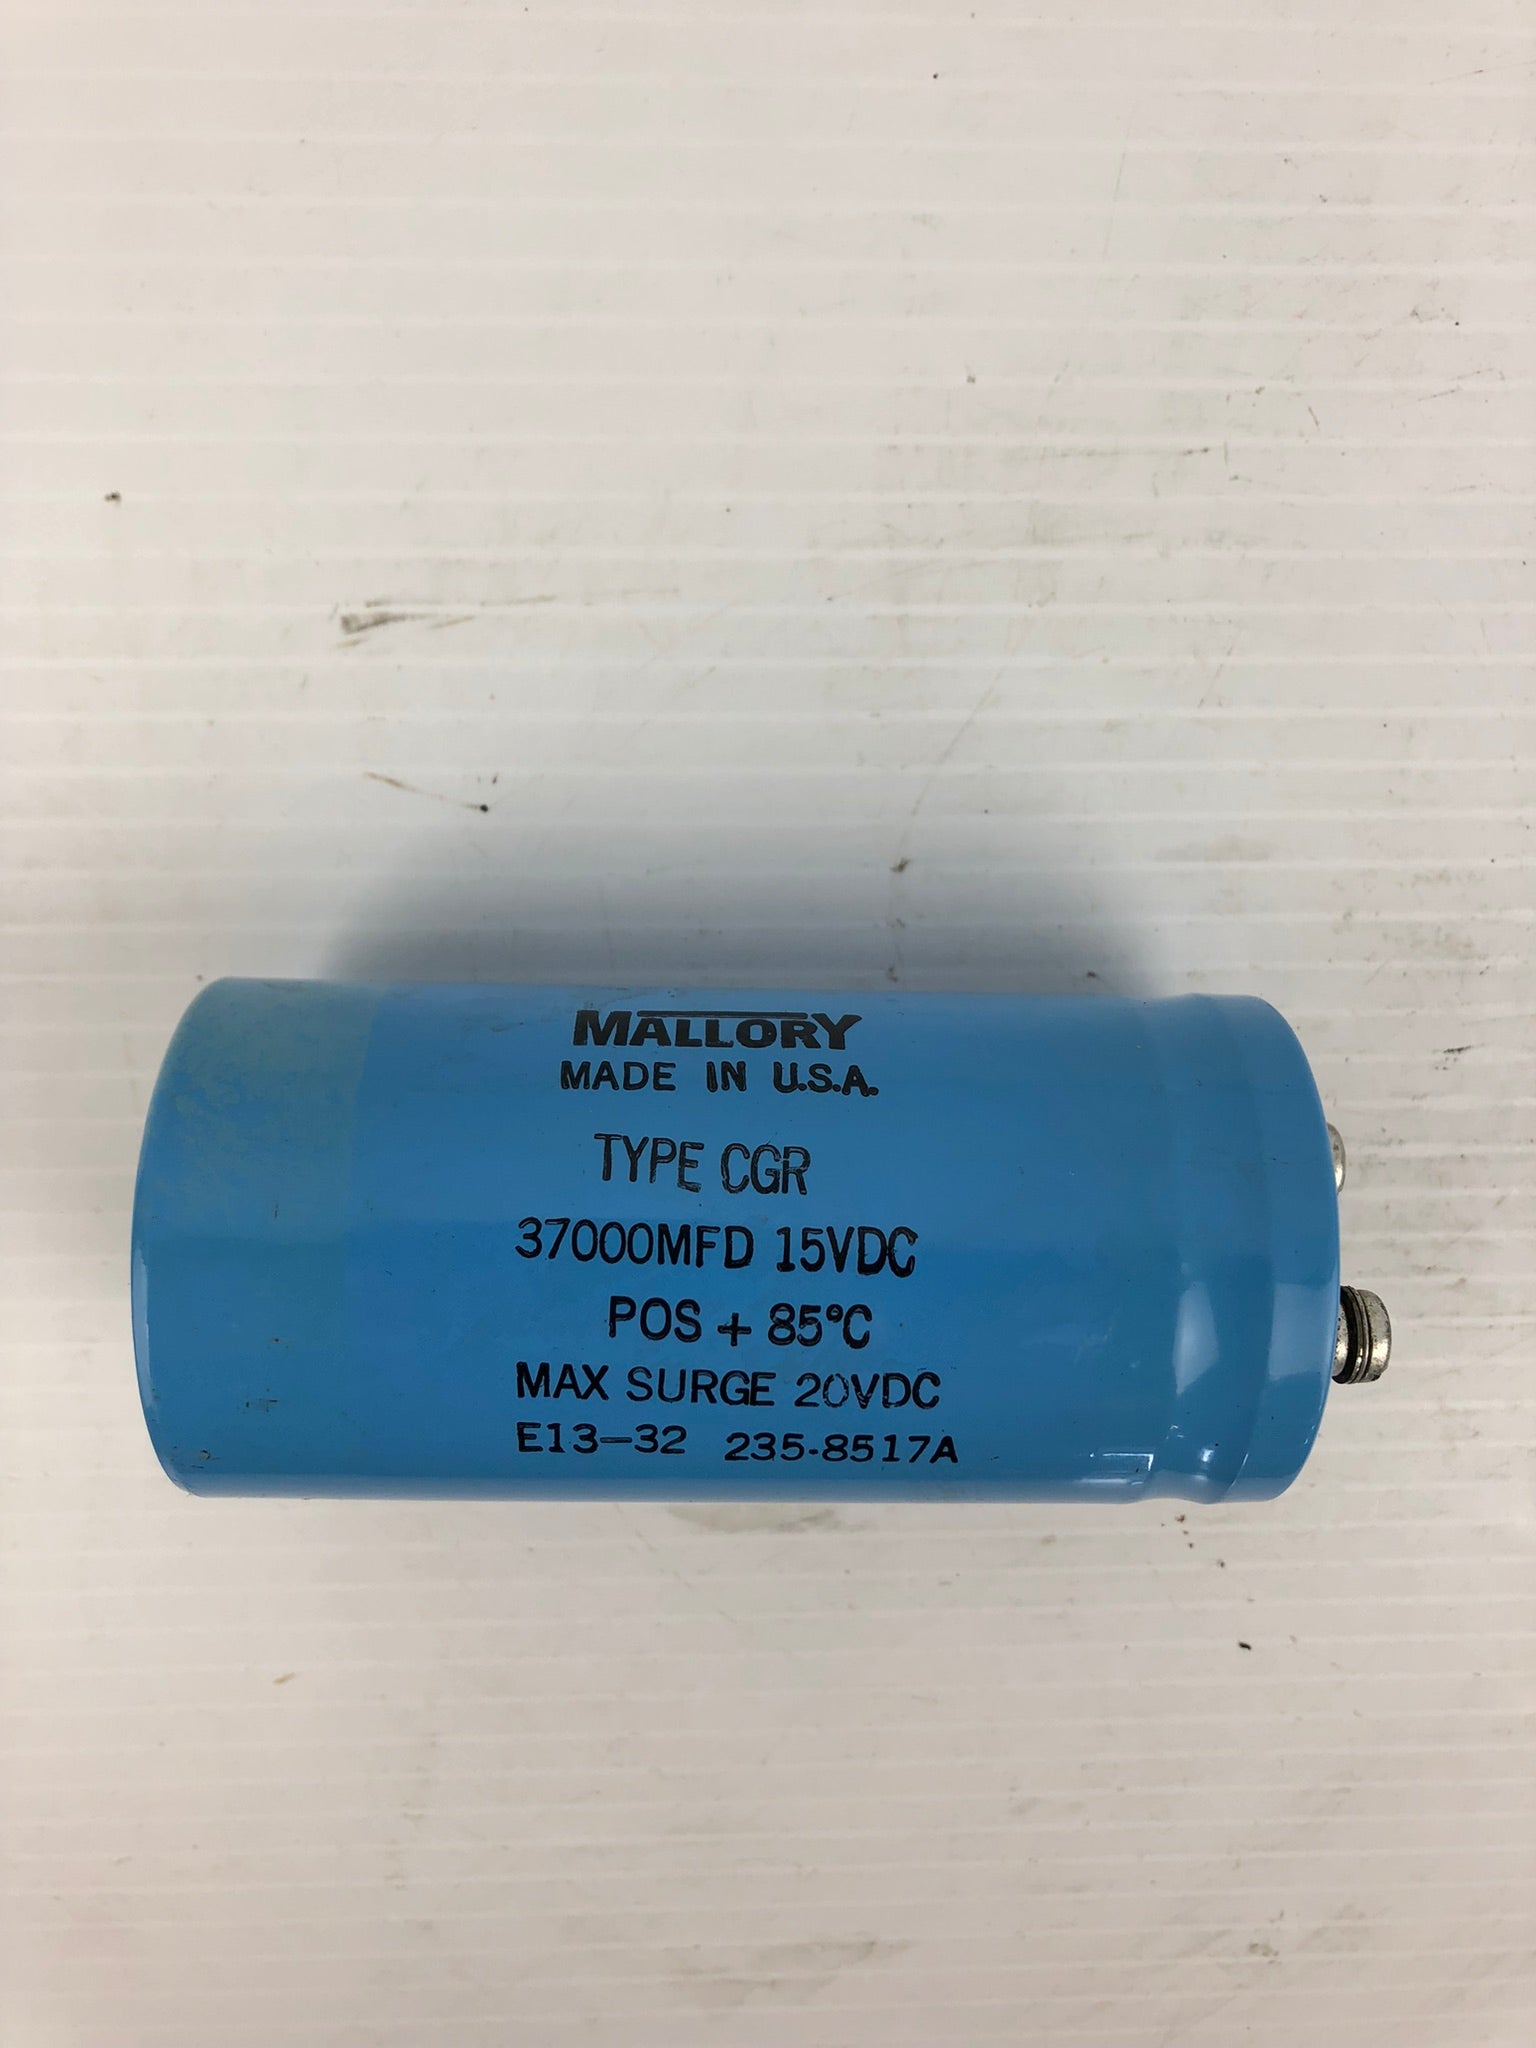 MALLORY
MADE IN U.S.A.
TYPE CGR
37000MFD 15VDC
POS + 85°C
MAX SURGE 20VDC
E13-32 235-8517A